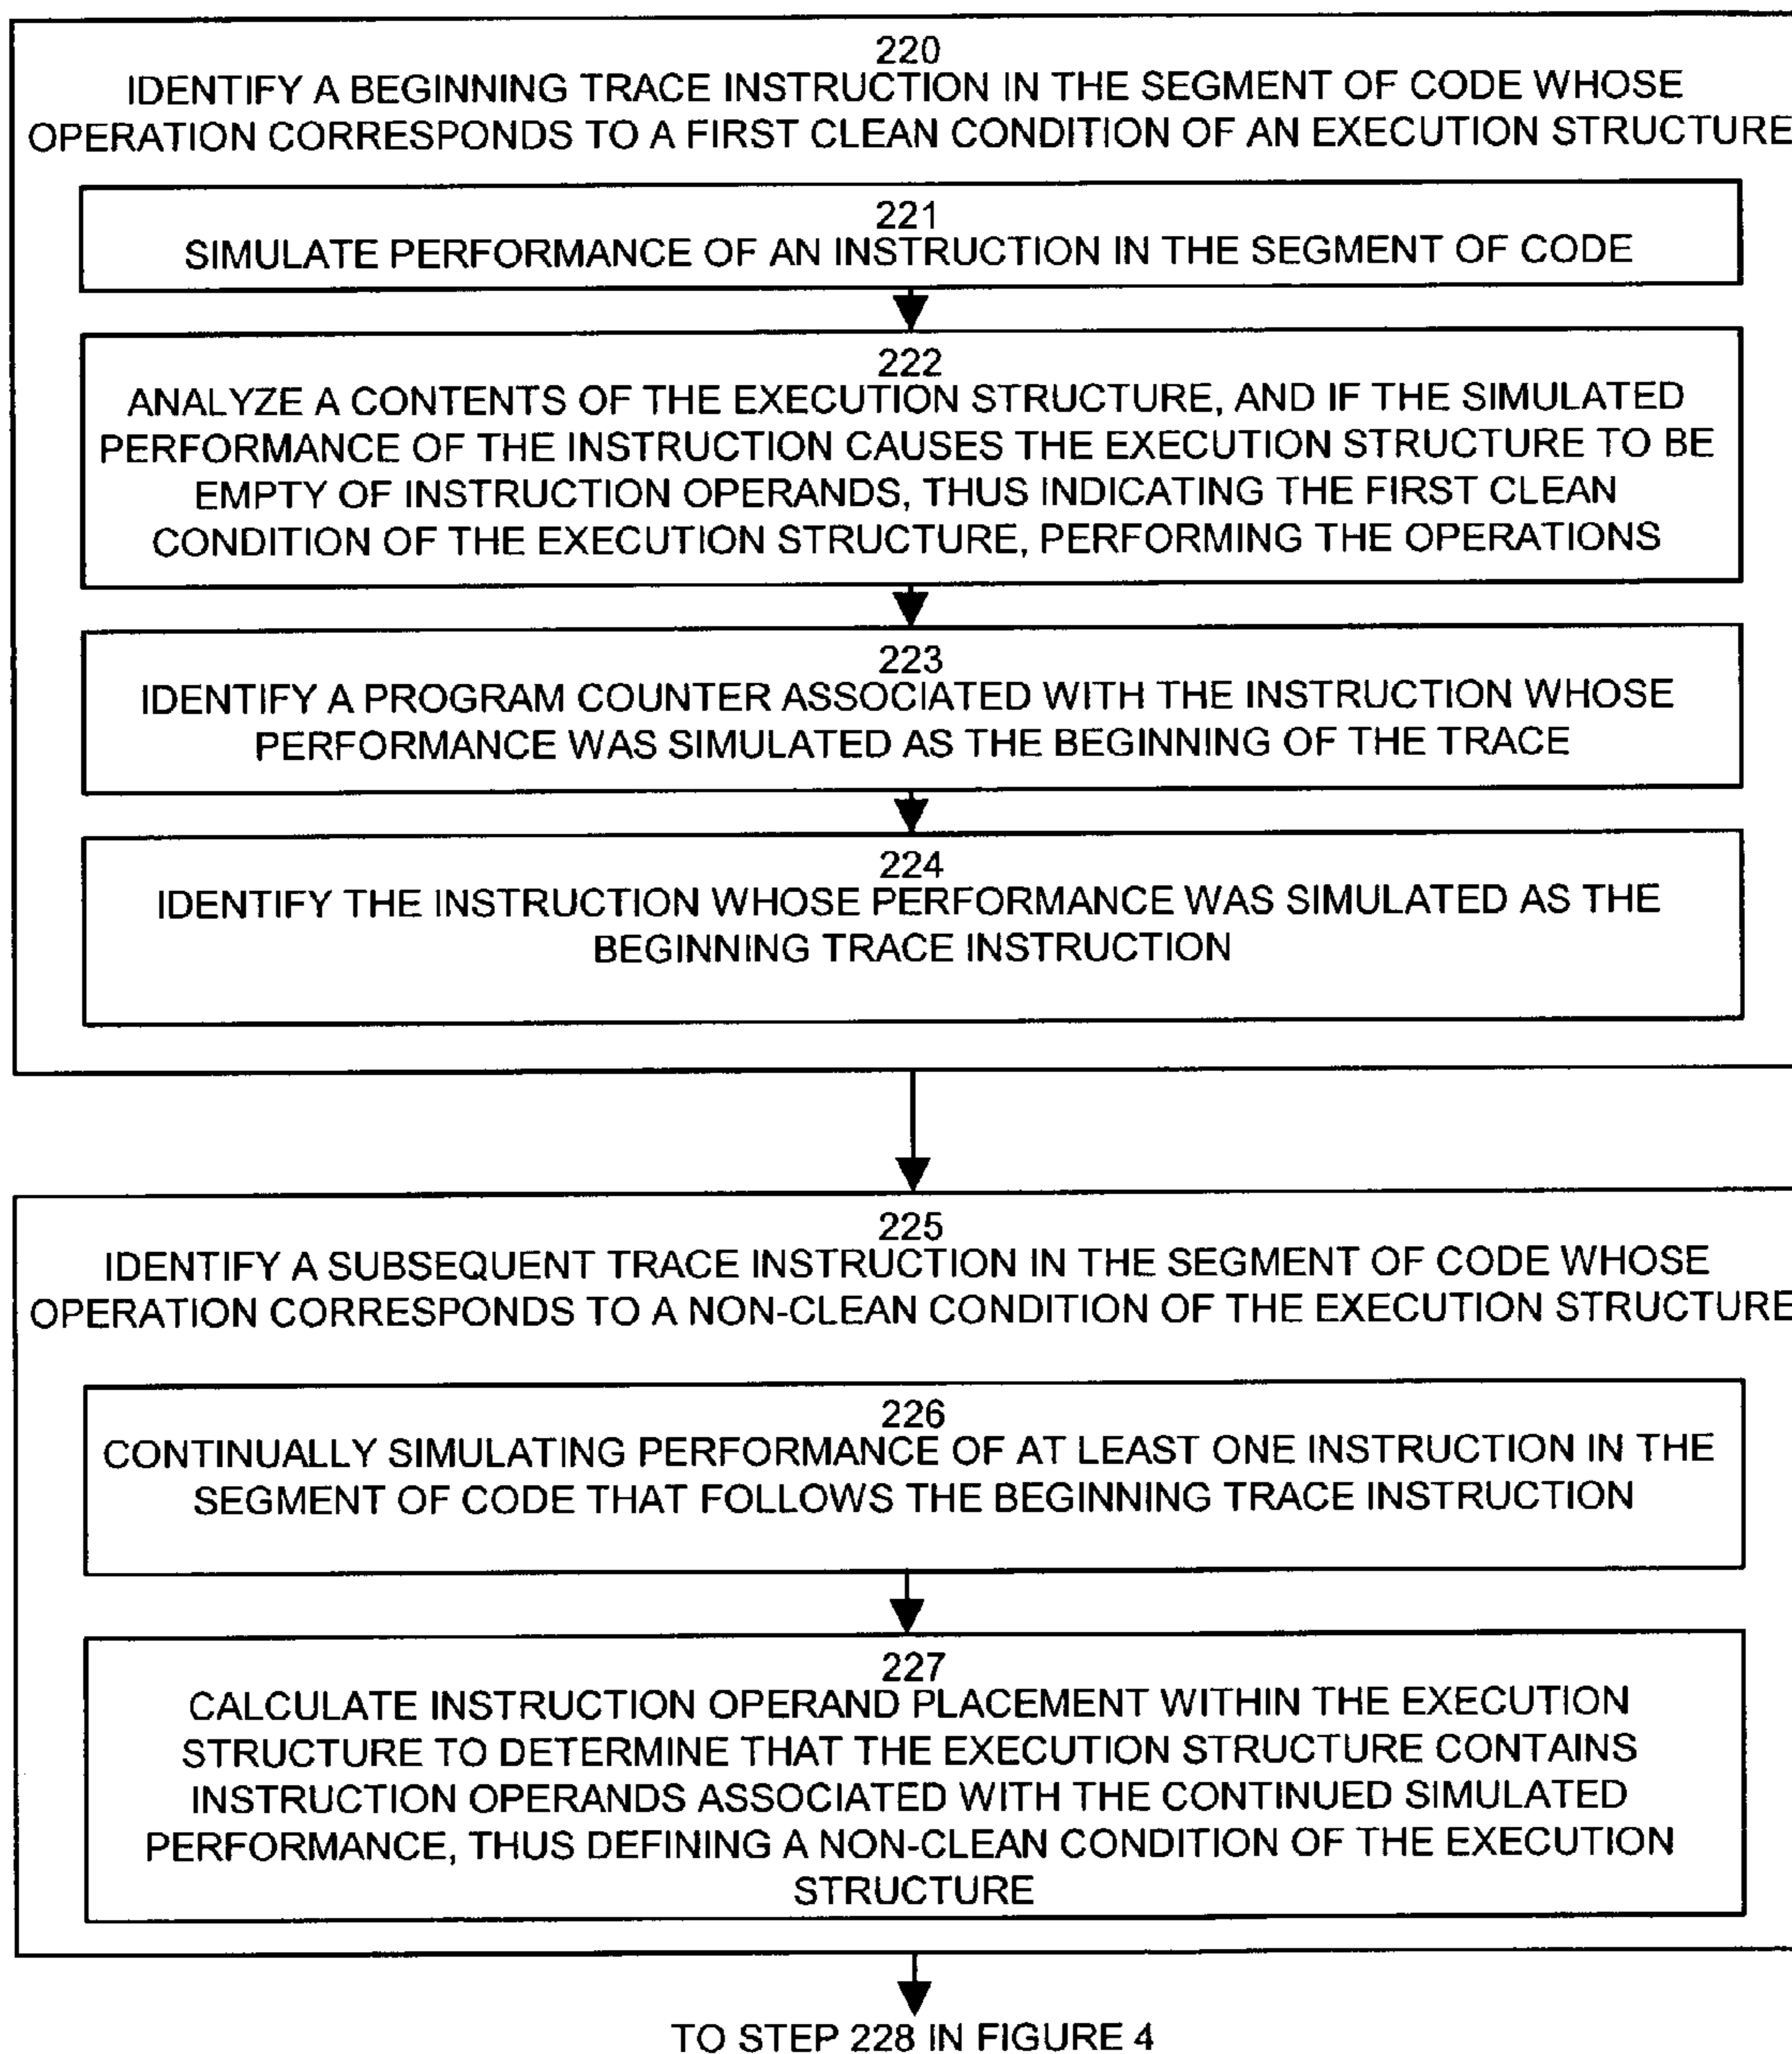 220
IDENTIFY A BEGINNING TRACE INSTRUCTION IN THE SEGMENT OF CODE WHOSE
OPERATION CORRESPONDS TO A FIRST CLEAN CONDITION OF AN EXECUTION STRUCTURE
221
SIMULATE PERFORMANCE OF AN INSTRUCTION IN THE SEGMENT OF CODE
222
ANALYZE A CONTENTS OF THE EXECUTION STRUCTURE, AND IF THE SIMULATED
PERFORMANCE OF THE INSTRUCTION CAUSES THE EXECUTION STRUCTURE TO BE
EMPTY OF INSTRUCTION OPERANDS, THUS INDICATING THE FIRST CLEAN
CONDITION OF THE EXECUTION STRUCTURE, PERFORMING THE OPERATIONS
223
IDENTIFY A PROGRAM COUNTER ASSOCIATED WITH THE INSTRUCTION WHOSE
PERFORMANCE WAS SIMULATED AS THE BEGINNING OF THE TRACE
224
IDENTIFY THE INSTRUCTION WHOSE PERFORMANCE WAS SIMULATED AS THE
BEGINNING TRACE INSTRUCTION
225
IDENTIFY A SUBSEQUENT TRACE INSTRUCTION IN THE SEGMENT OF CODE WHOSE
OPERATION CORRESPONDS TO A NON-CLEAN CONDITION OF THE EXECUTION STRUCTURE
226
CONTINUALLY SIMULATING PERFORMANCE OF AT LEAST ONE INSTRUCTION IN THE
SEGMENT OF CODE THAT FOLLOWS THE BEGINNING TRACE INSTRUCTION
227
CALCULATE INSTRUCTION OPERAND PLACEMENT WITHIN THE EXECUTION
STRUCTURE TO DETERMINE THAT THE EXECUTION STRUCTURE CONTAINS
INSTRUCTION OPERANDS ASSOCIATED WITH THE CONTINUED SIMULATED
PERFORMANCE, THUS DEFINING A NON-CLEAN CONDITION OF THE EXECUTION
STRUCTURE
TO STEP 228 IN FIGURE 4